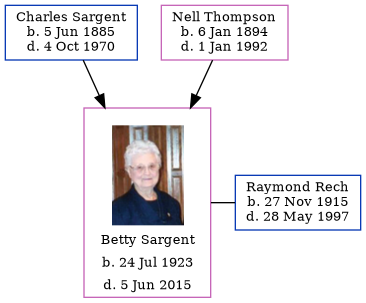 Charles Sargent
b. 5 Jun 1885
d. 4 Oct 1970
Nell Thompson
b. 6 Jan 1894
d. 1 Jan 1992
Betty Sargent
b. 24 Jul 1923
d. 5 Jun 2015
Raymond Rech
b. 27 Nov 1915
d. 28 May 1997